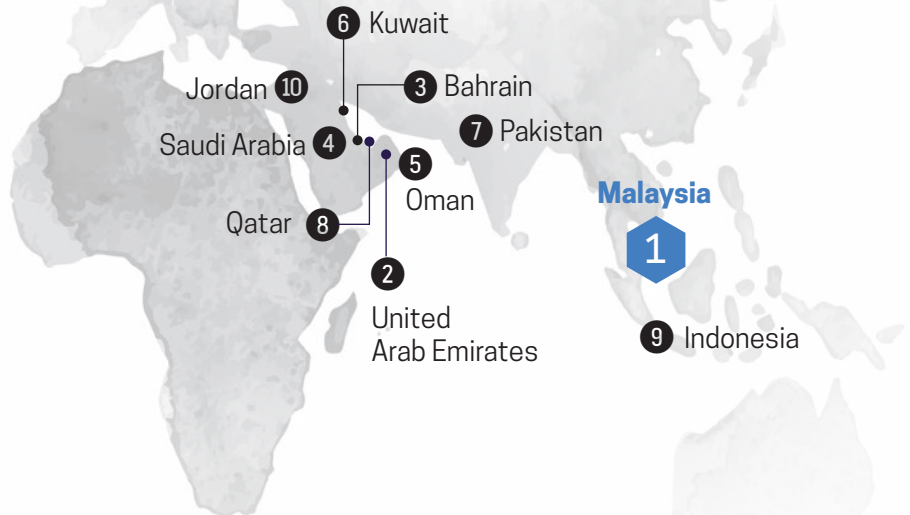 6 Kuwait
Jordan 10
3 Bahrain
Saudi Arabia 4
7 Pakistan
5
Oman
Malaysia
1
Qatar 8
2
United
Arab Emirates
9 Indonesia